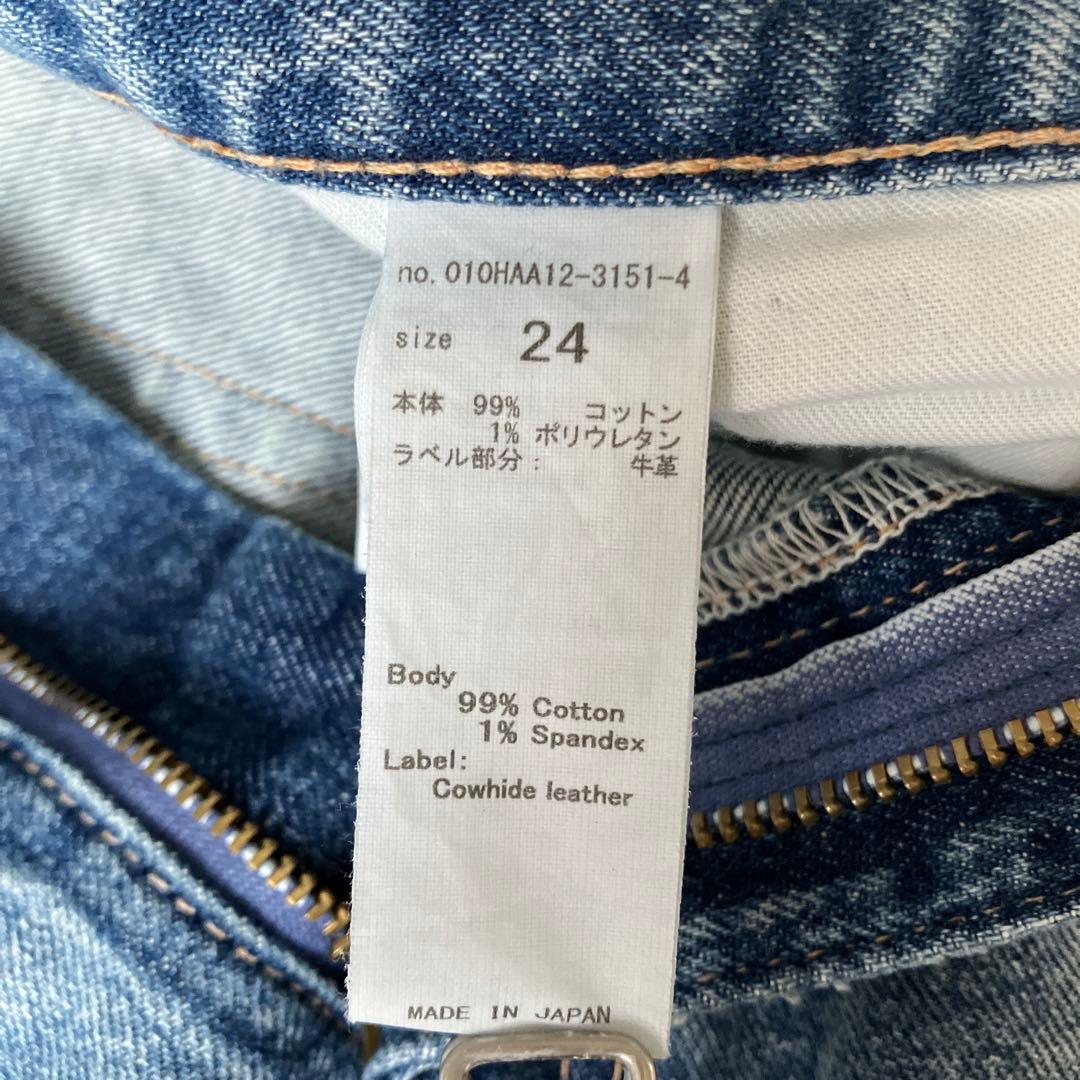 no. 010HAA12-3151-4
size 24
本体 99% コットン
1% ポリウレタン
ラベル部分: 牛革
Body
99% Cotton
1% Spandex
Label:
Cowhide leather
MADE IN JAPAN